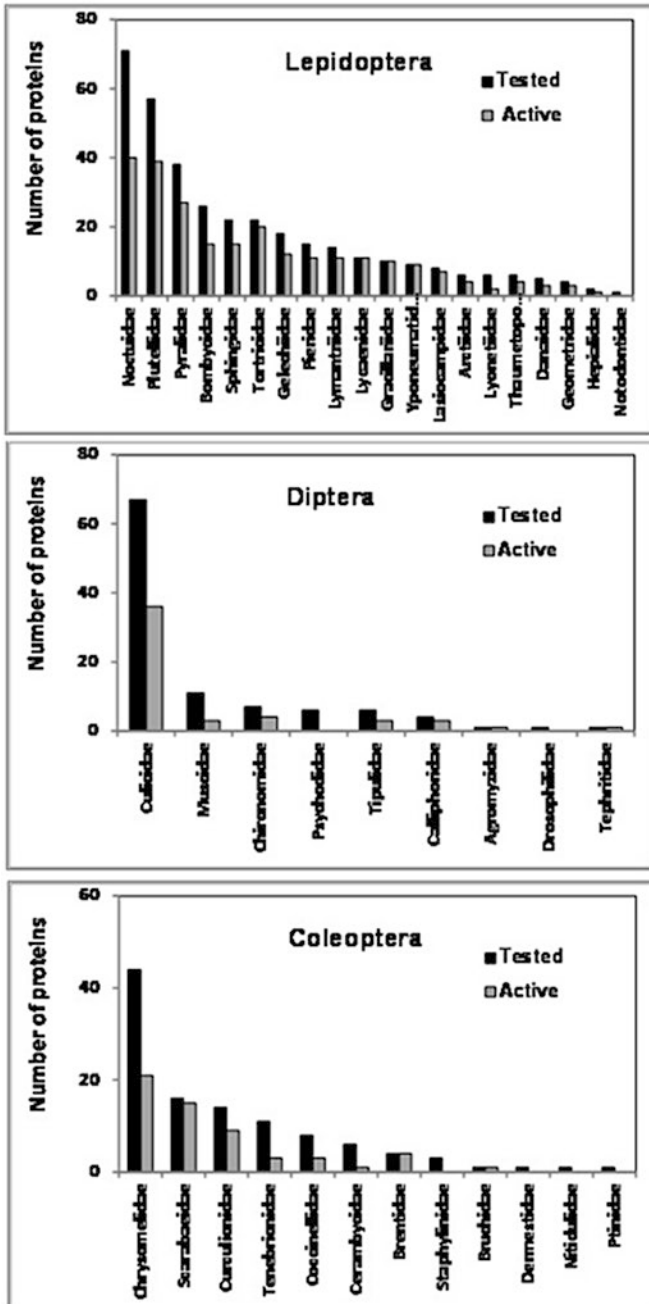 80
60
40
20
0
Number of proteins
Lepidoptera
Tested
Active
Noctuidae
Plutellidae
Pyralidae
Bombycidae
Sphingidae
Tortricidae
Gelechiidae
Pieridae
Lymantriidae
Lycaenidae
Gracillariidae
Yponeumatid...
Lasiocampidae
Arctiidae
Lyonetiidae
Thaumetopo...
Danaidae
Geometridae
Hepialidae
Notodontidae
80
60
40
20
0
Number of proteins
Diptera
Tested
Active
Culicidae
Muscidae
Chironomidae
Psychodidae
Tipulidae
Calliphoridae
Agromyzidae
Drosophilidae
Tephritidae
60
40
20
0
Number of proteins
Coleoptera
Tested
Active
Chrysomelidae
Scarabaeidae
Curculionidae
Tenebrionidae
Coccinellidae
Cerambycidae
Brentidae
Staphylinidae
Bruchidae
Dermestidae
Nitidulidae
Ptinidae